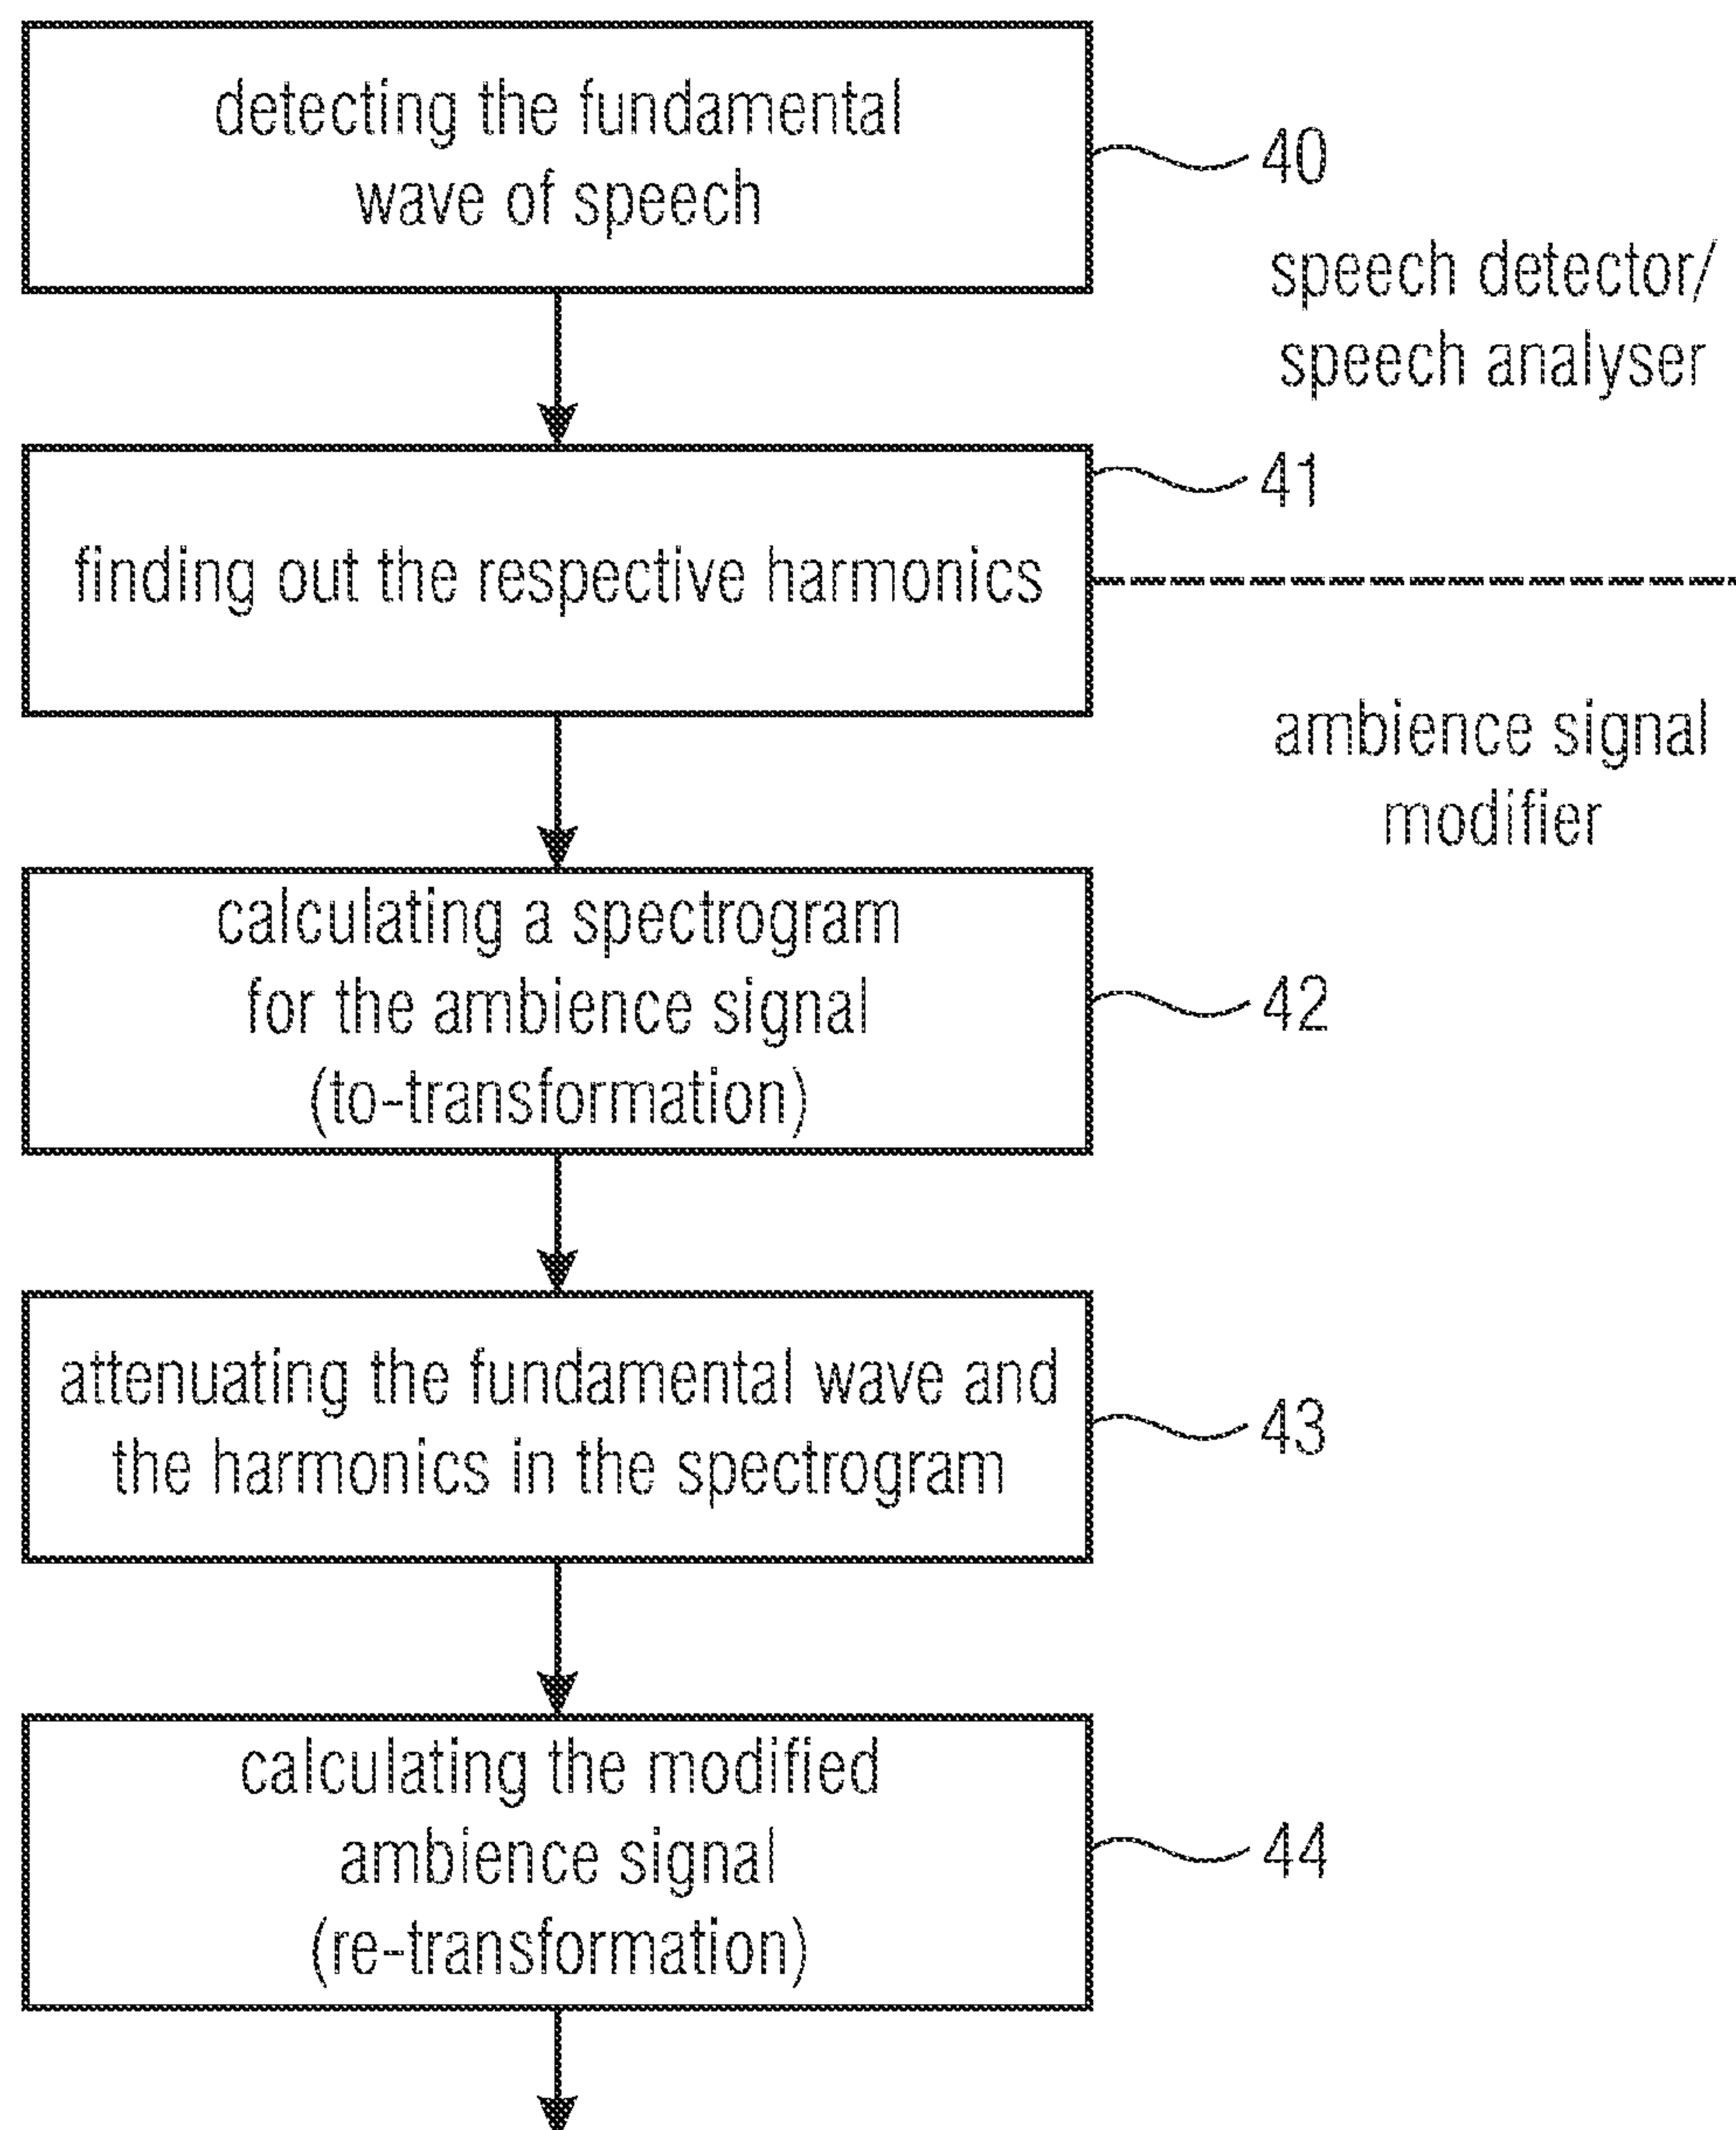 detecting the fundamental
wave of speech
40
speech detector/
speech analyser
41
finding out the respective harmonics
ambience signal
modifier
calculating a spectrogram
for the ambience signal
(to-transformation)
42
attenuating the fundamental wave and
the harmonics in the spectrogram
43
calculating the modified
ambience signal
(re-transformation)
44